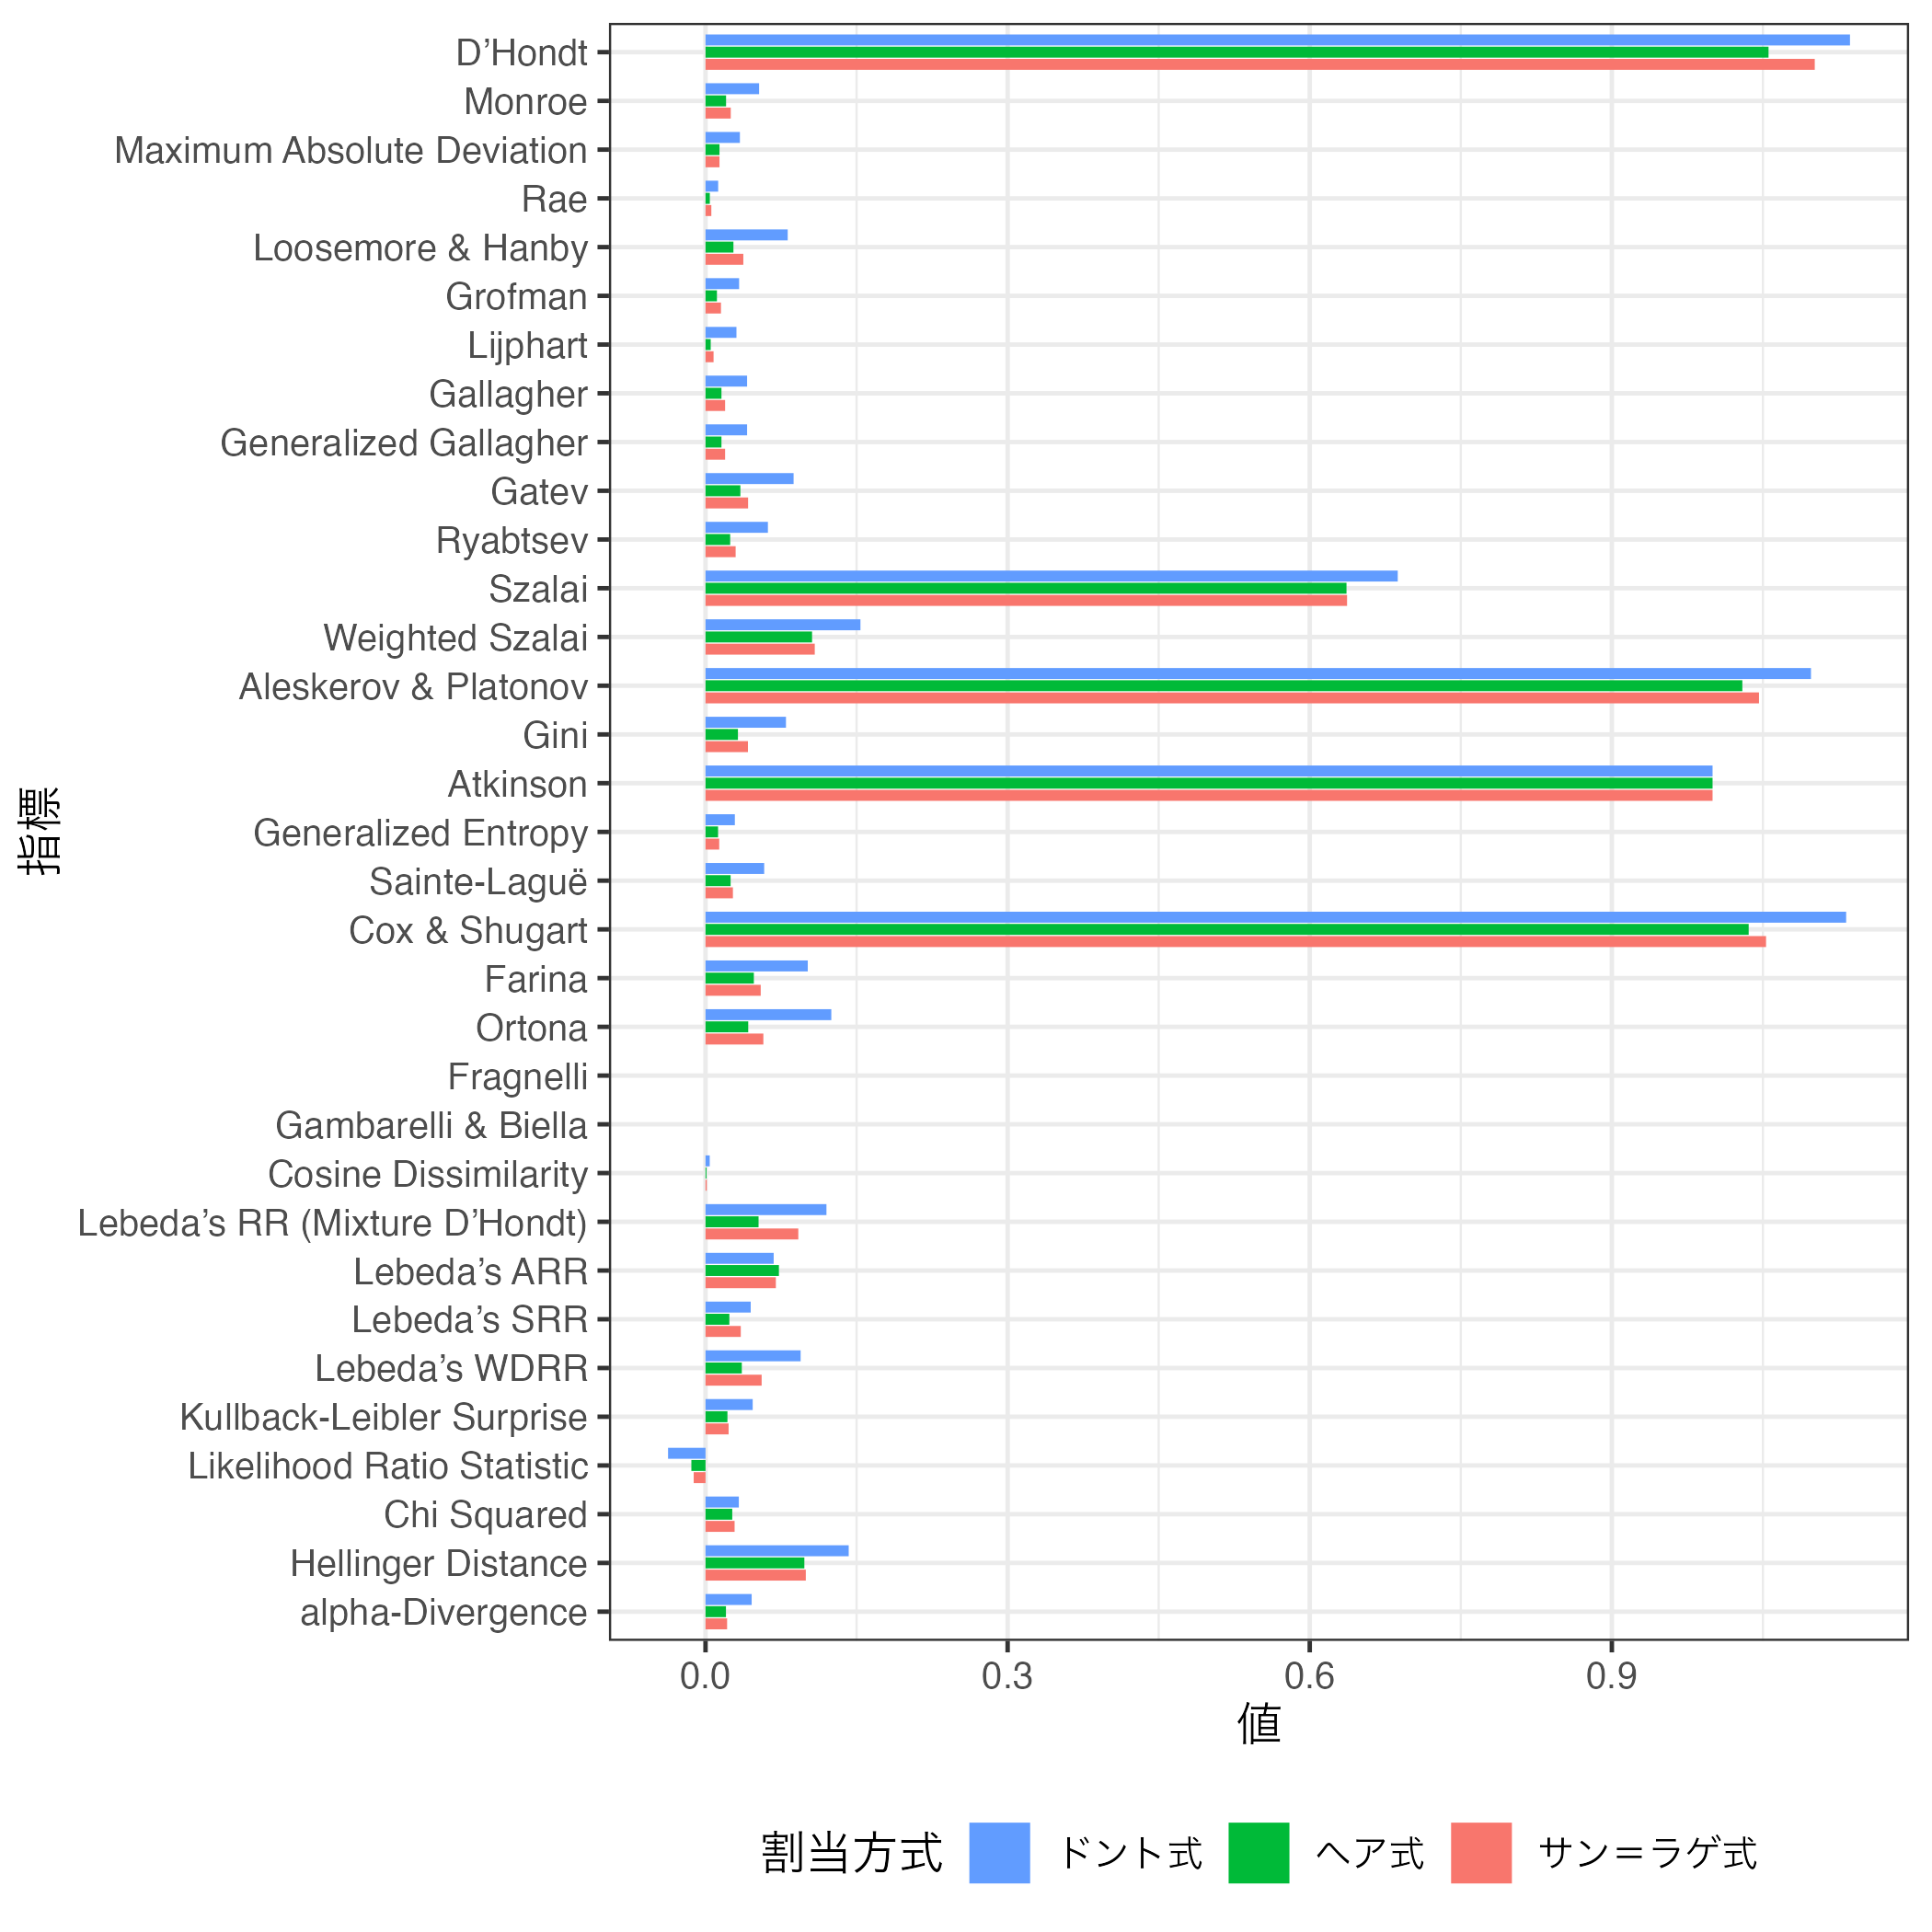 D’Hondt
Monroe
Maximum Absolute Deviation
Rae
Loosemore & Hanby
Grofman
Lijphart
Gallagher
Generalized Gallagher
Gatev
Ryabtsev
Szalai
Weighted Szalai
Aleskerov & Platonov
Gini
Atkinson
Generalized Entropy
Sainte-Laguë
Cox & Shugart
Farina
Ortona
Fragnelli
Gambarelli & Biella
Cosine Dissimilarity
Lebeda’s RR (Mixture D’Hondt)
Lebeda’s ARR
Lebeda’s SRR
Lebeda’s WDRR
Kullback-Leibler Surprise
Likelihood Ratio Statistic
Chi Squared
Hellinger Distance
alpha-Divergence
指標
0.0 0.3 0.6 0.9
値
割当方式 ドント式 ヘア式 サン＝ラゲ式